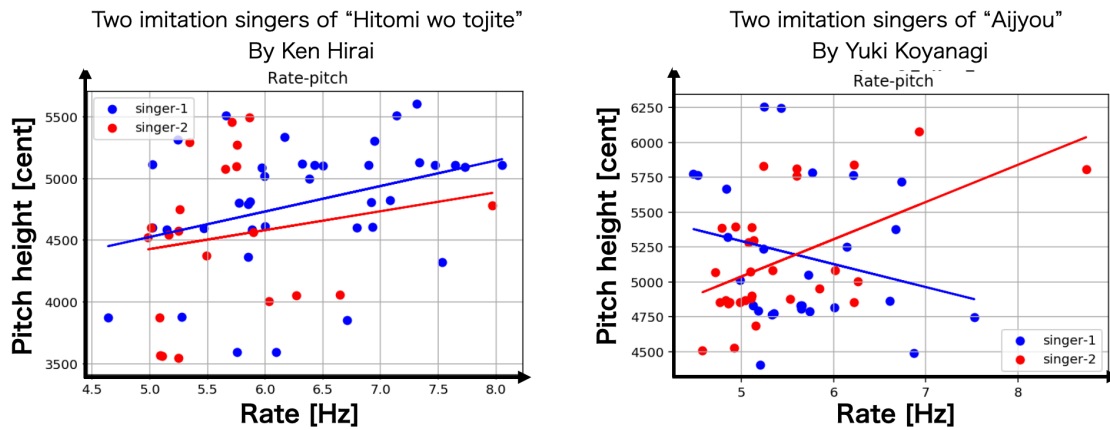 Two imitation singers of “Hitomi wo tojite”
By Ken Hirai
Rate-pitch
singer-1
singer-2
Pitch height [cent]
5500
5000
4500
4000
3500
4.5 5.0 5.5 6.0 6.5 7.0 7.5 8.0
Rate [Hz]
Two imitation singers of “Aijyou”
By Yuki Koyanagi
Rate-pitch
Pitch height [cent]
6250
6000
5750
5500
5250
5000
4750
4500
singer-1
singer-2
5 6 7 8
Rate [Hz]